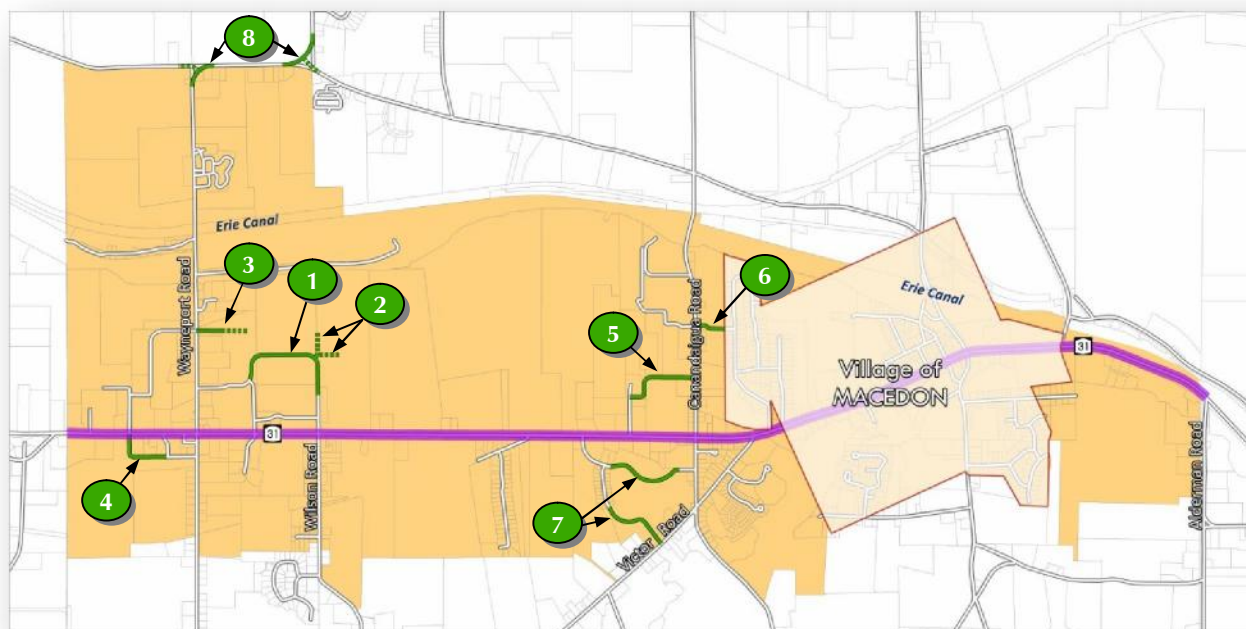 8
Erie Canal
3
1
2
6
Wayneport Road
Erie Canal
5
Canandaigua Road
31
Village of
MACEDON
31
4
Wilson Road
7
Victor Road
Alderman Road